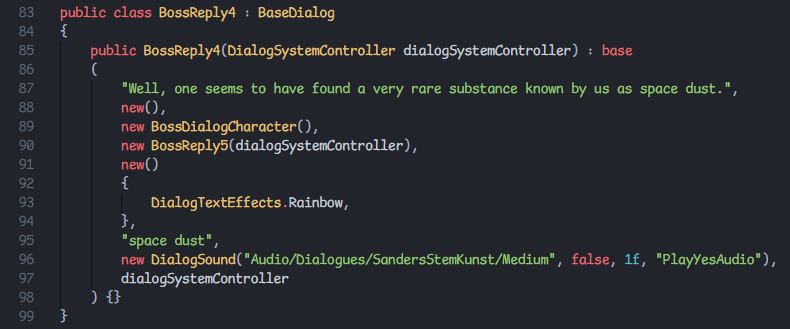 83 public class BossReply4 : BaseDialog
84 {
85 public BossReply4(DialogSystemController dialogSystemController) : base
86 (
87 "Well, one seems to have found a very rare substance known by us as space dust.",
88 new(),
89 new BossDialogCharacter(),
90 new BossReply5(dialogSystemController),
91 new()
92 {
93 DialogTextEffects.Rainbow,
94 },
95 "space dust",
96 new DialogSound("Audio/Dialogues/SandersStemKunst/Medium", false, 1f, "PlayYesAudio"),
97 dialogSystemController
98 ) {}
99 }